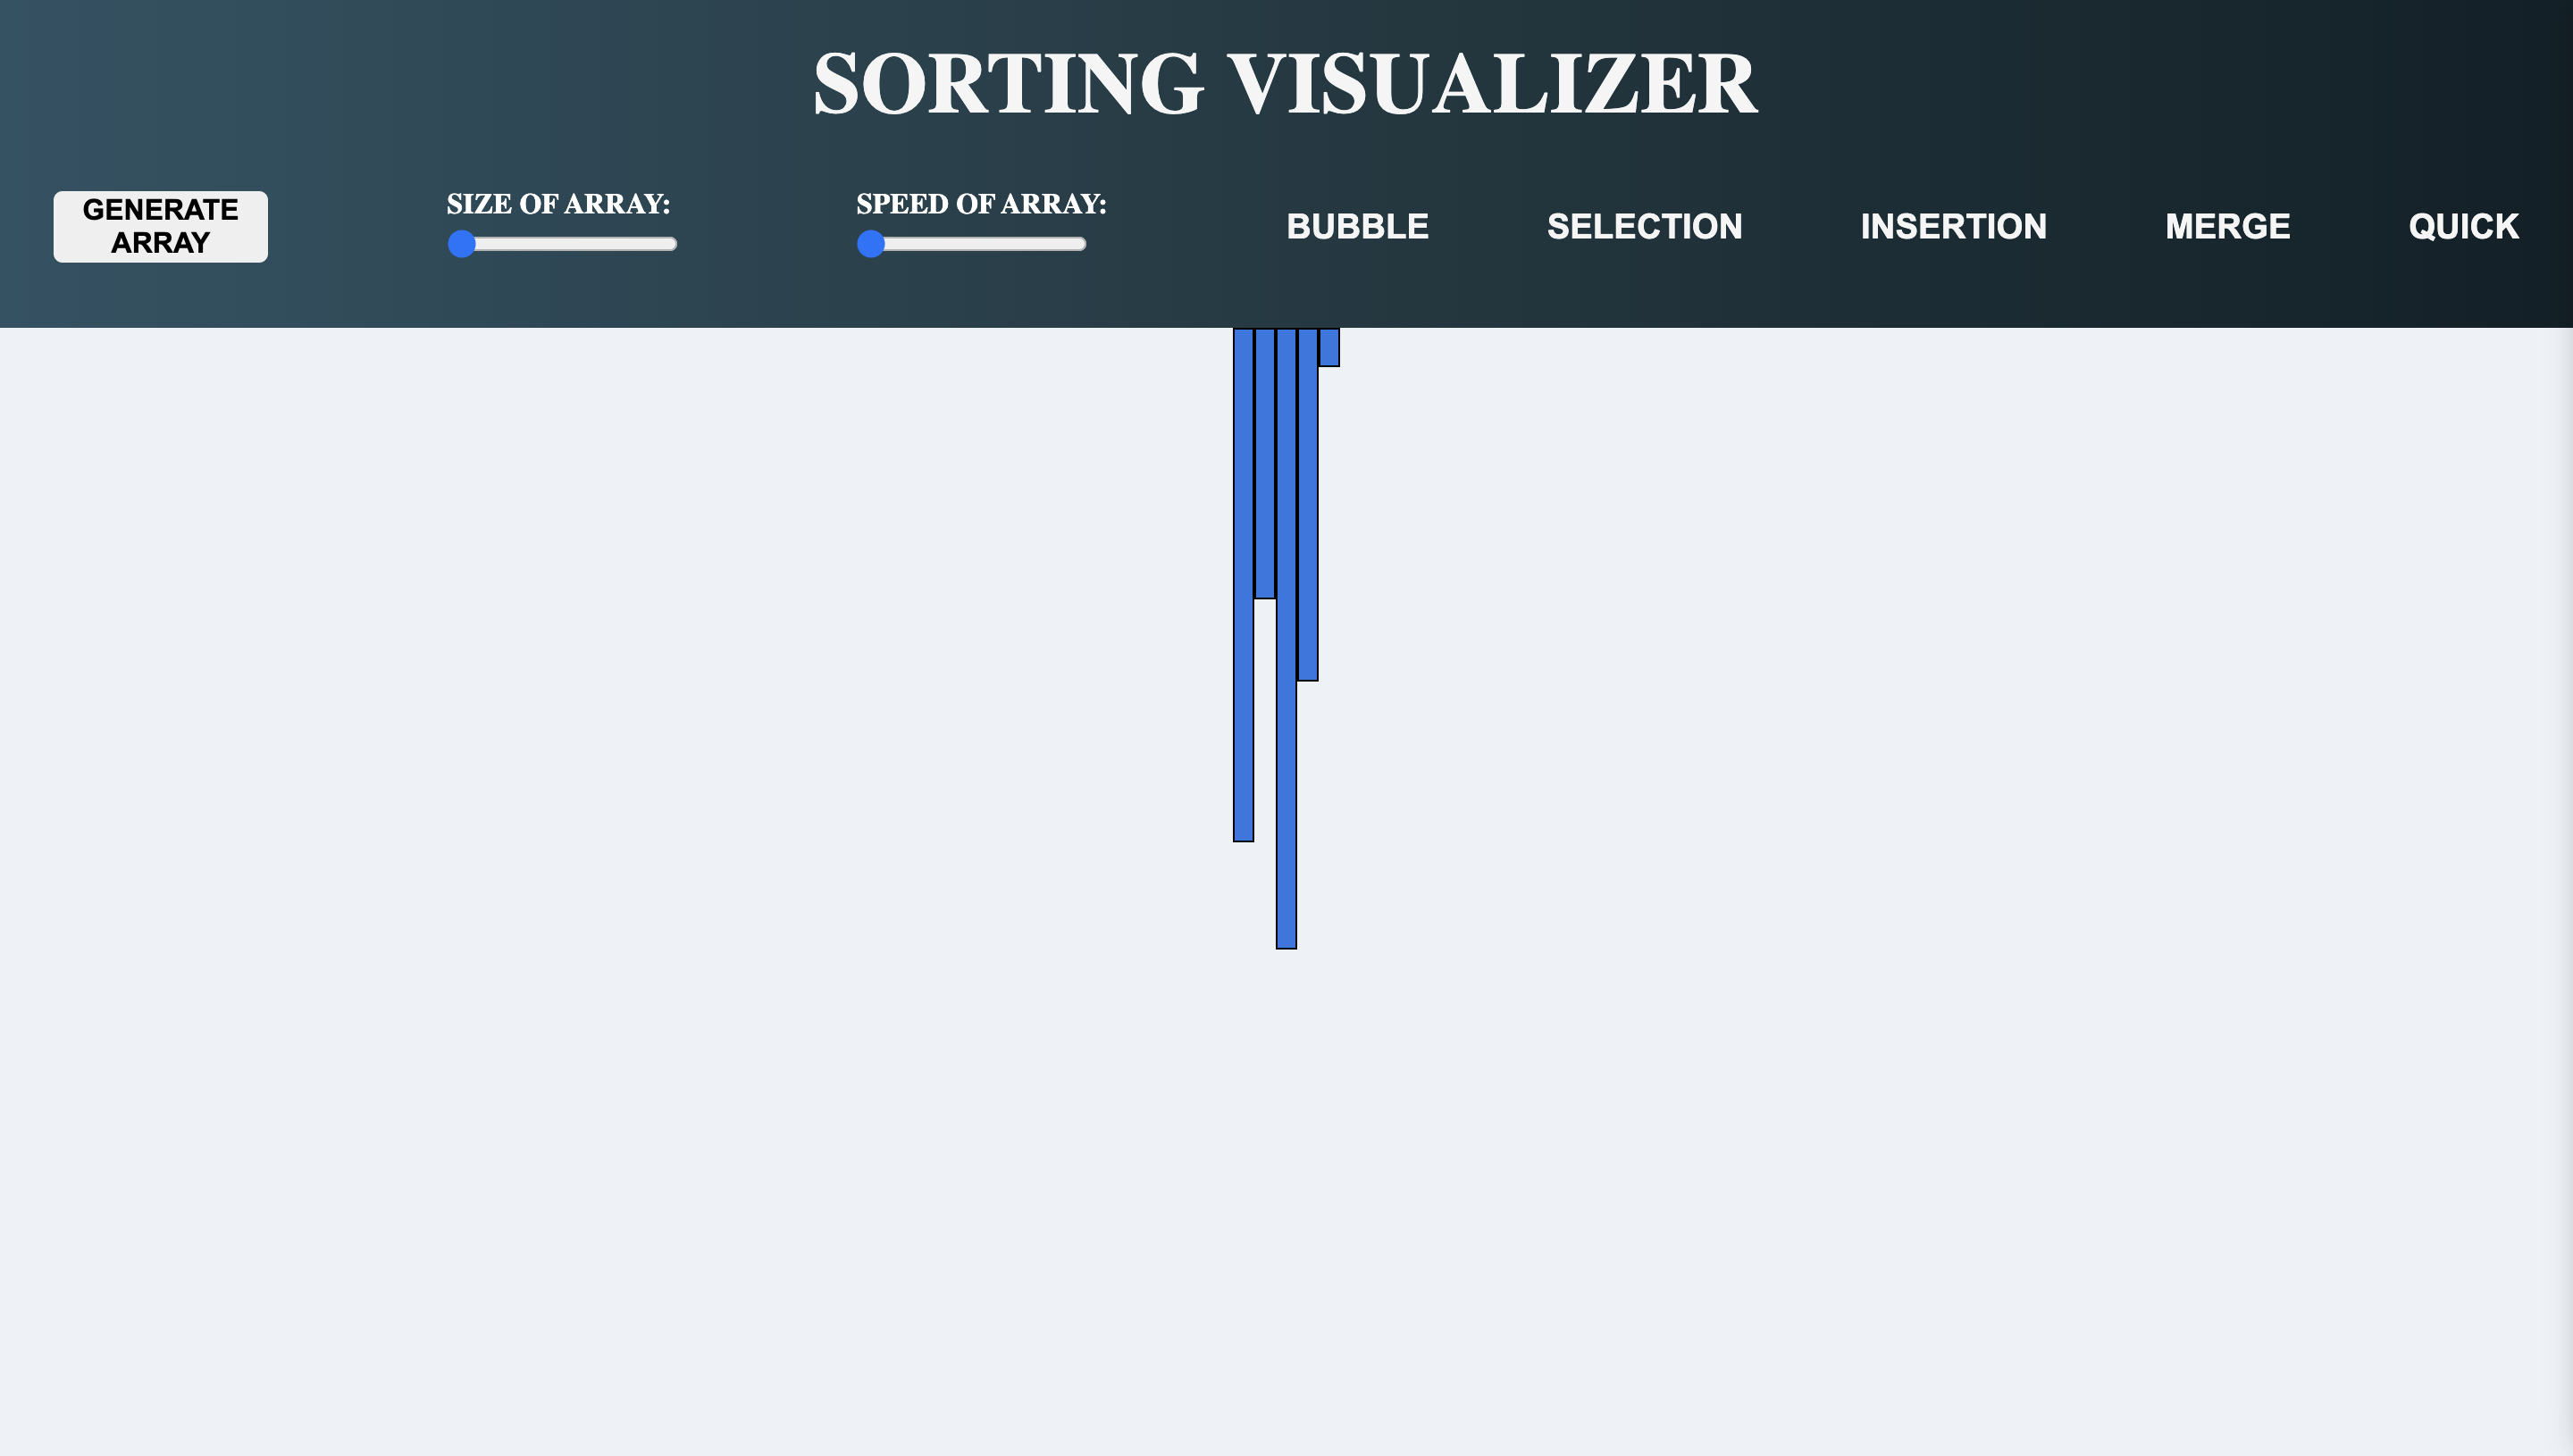 SORTING VISUALIZER
GENERATE
ARRAY
SIZE OF ARRAY:
SPEED OF ARRAY:
BUBBLE
SELECTION
INSERTION
MERGE
QUICK